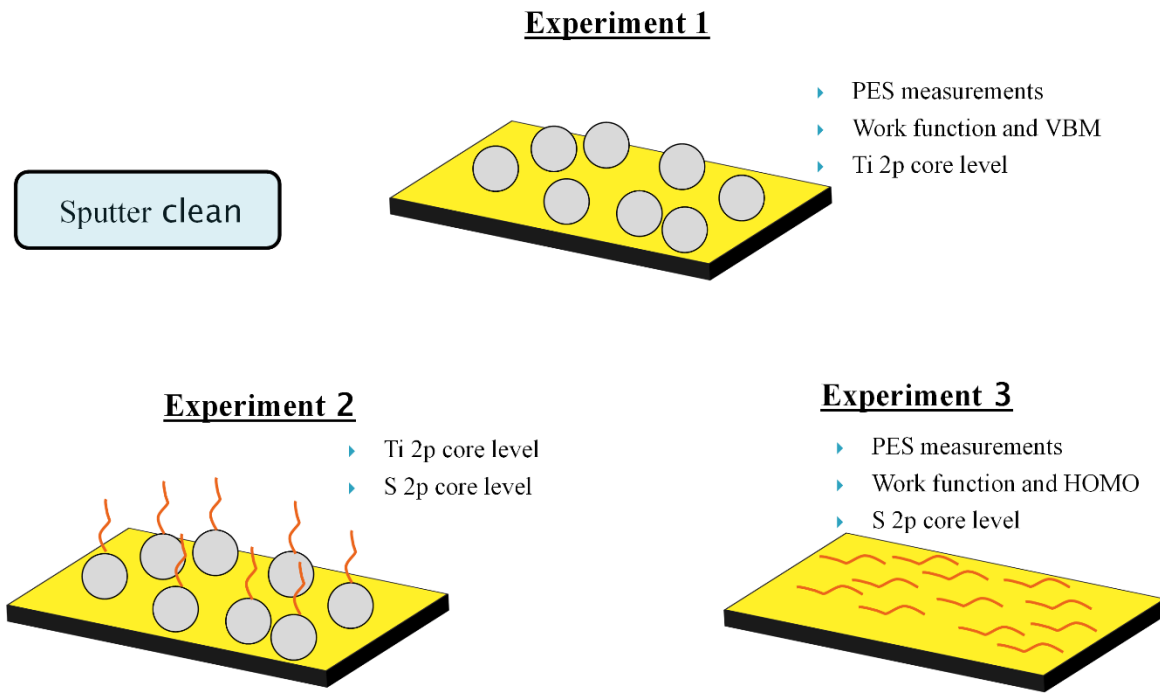 Experiment 1
PES measurements
Work function and VBM
Ti 2p core level
Sputter clean
Experiment 2
Ti 2p core level
S 2p core level
Experiment 3
PES measurements
Work function and HOMO
S 2p core level